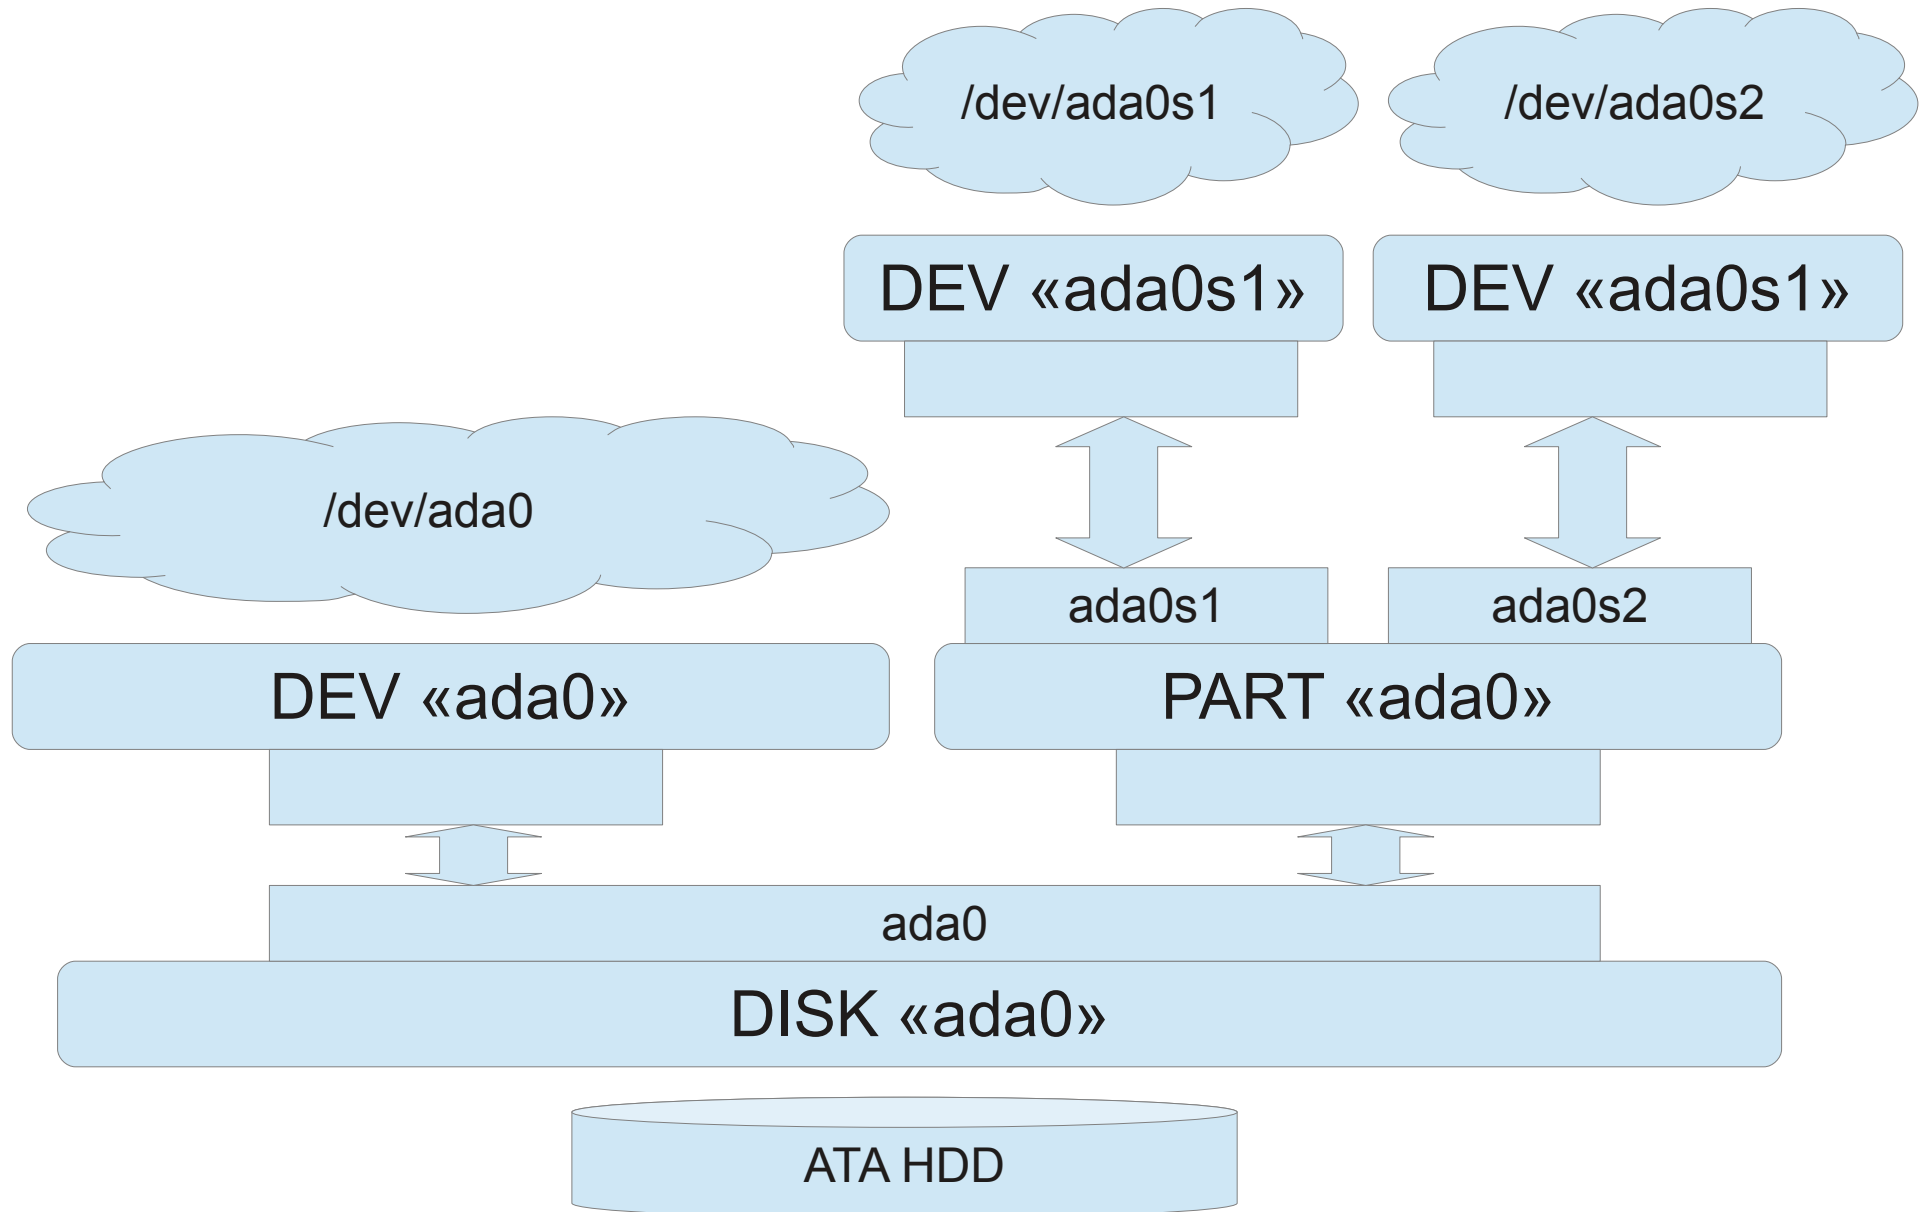 /dev/ada0s1
/dev/ada0s2
DEV «ada0s1»
DEV «ada0s1»
/dev/ada0
ada0s1
ada0s2
DEV «ada0»
PART «ada0»
ada0
DISK «ada0»
ATA HDD